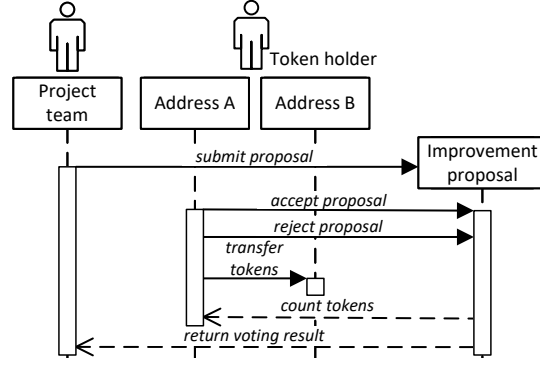 Token holder
Project
team
Address A
Address B
Improvement
proposal
submit proposal
accept proposal
reject proposal
transfer
tokens
count tokens
return voting result